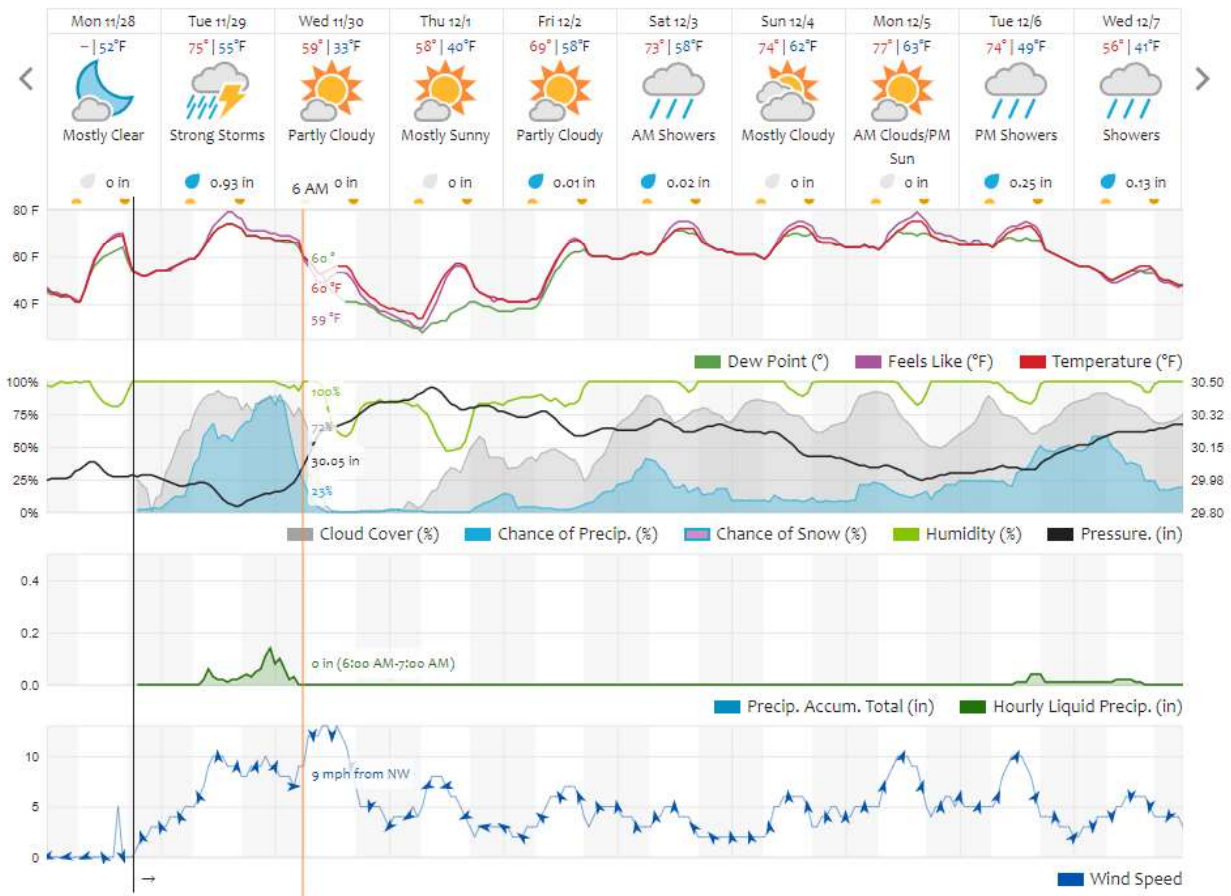 Mon 11/28 Tue 11/29 Wed 11/30 Thu 12/1 Fri 12/2 Sat 12/3 Sun 12/4 Mon 12/5 Tue 12/6 Wed 12/7
– | 52°F 75° | 55°F 59° | 33°F 58° | 40°F 69° | 58°F 73° | 58°F 74° | 62°F 77° | 63°F 74° | 49°F 56° | 41°F
Mostly Clear Strong Storms Partly Cloudy Mostly Sunny Partly Cloudy AM Showers Mostly Cloudy AM Clouds/PM Sun PM Showers Showers
0 in 0.93 in 6 AM 0 in 0 in 0.01 in 0.02 in 0 in 0 in 0.25 in 0.13 in
80 F
60 F
60 °
60 °F
40 F
59 °F
Dew Point (°) Feels Like (°F) Temperature (°F)
100% 30.50
100%
75% 30.32
72%
50% 30.15
30.05 in
25% 29.98
23%
0% 29.80
Cloud Cover (%) Chance of Precip. (%) Chance of Snow (%) Humidity (%) Pressure. (in)
0.4
0.2
0 in (6:00 AM-7:00 AM)
0.0
Precip. Accum. Total (in) Hourly Liquid Precip. (in)
10
9 mph from NW
5
0
→
Wind Speed